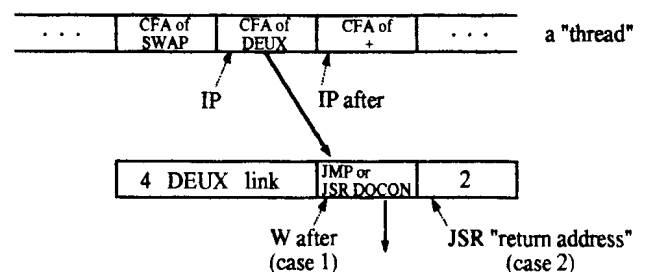 . . . CFA of SWAP CFA of DEUX CFA of + . . . a "thread"
IP IP after
4 DEUX link JMP or JSR DOCON 2
W after (case 1) JSR "return address" (case 2)